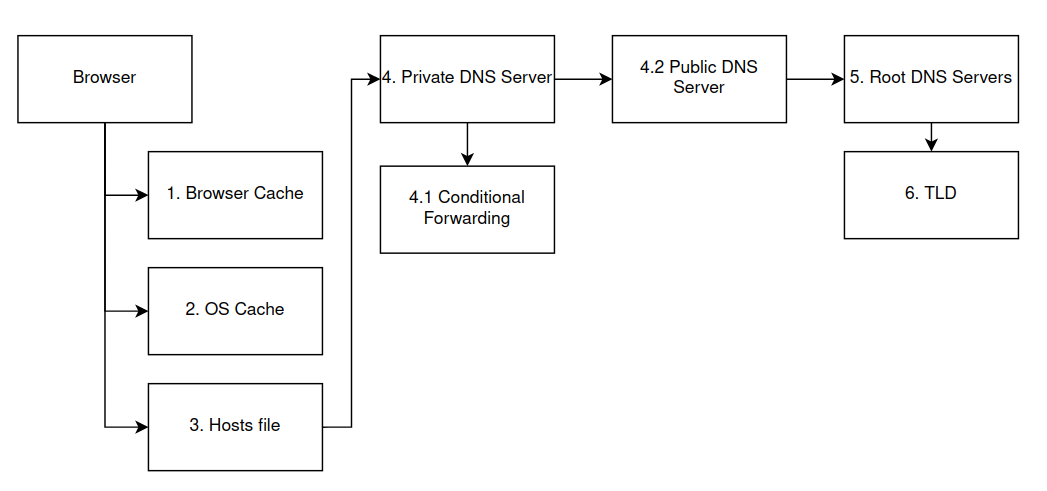 Browser
1. Browser Cache
2. OS Cache
3. Hosts file
4. Private DNS Server
4.1 Conditional
Forwarding
4.2 Public DNS
Server
5. Root DNS Servers
6. TLD